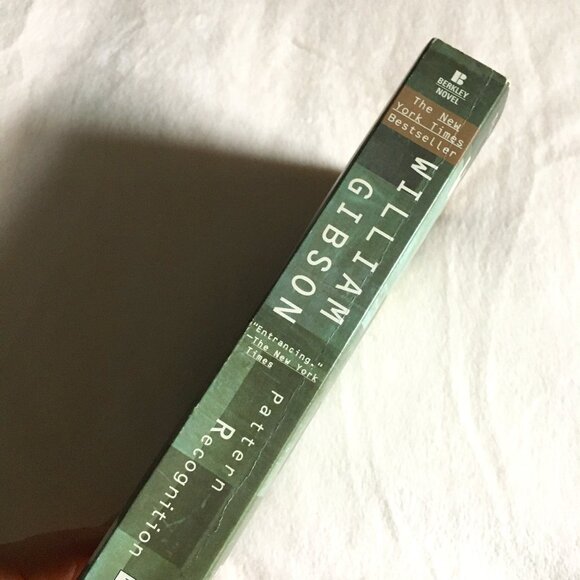 B
BERKLEY
NOVEL
The New
York Times
Bestseller
WILLIAM
GIBSON
"Entrancing."
—The New York
Times
Pattern
Recognition